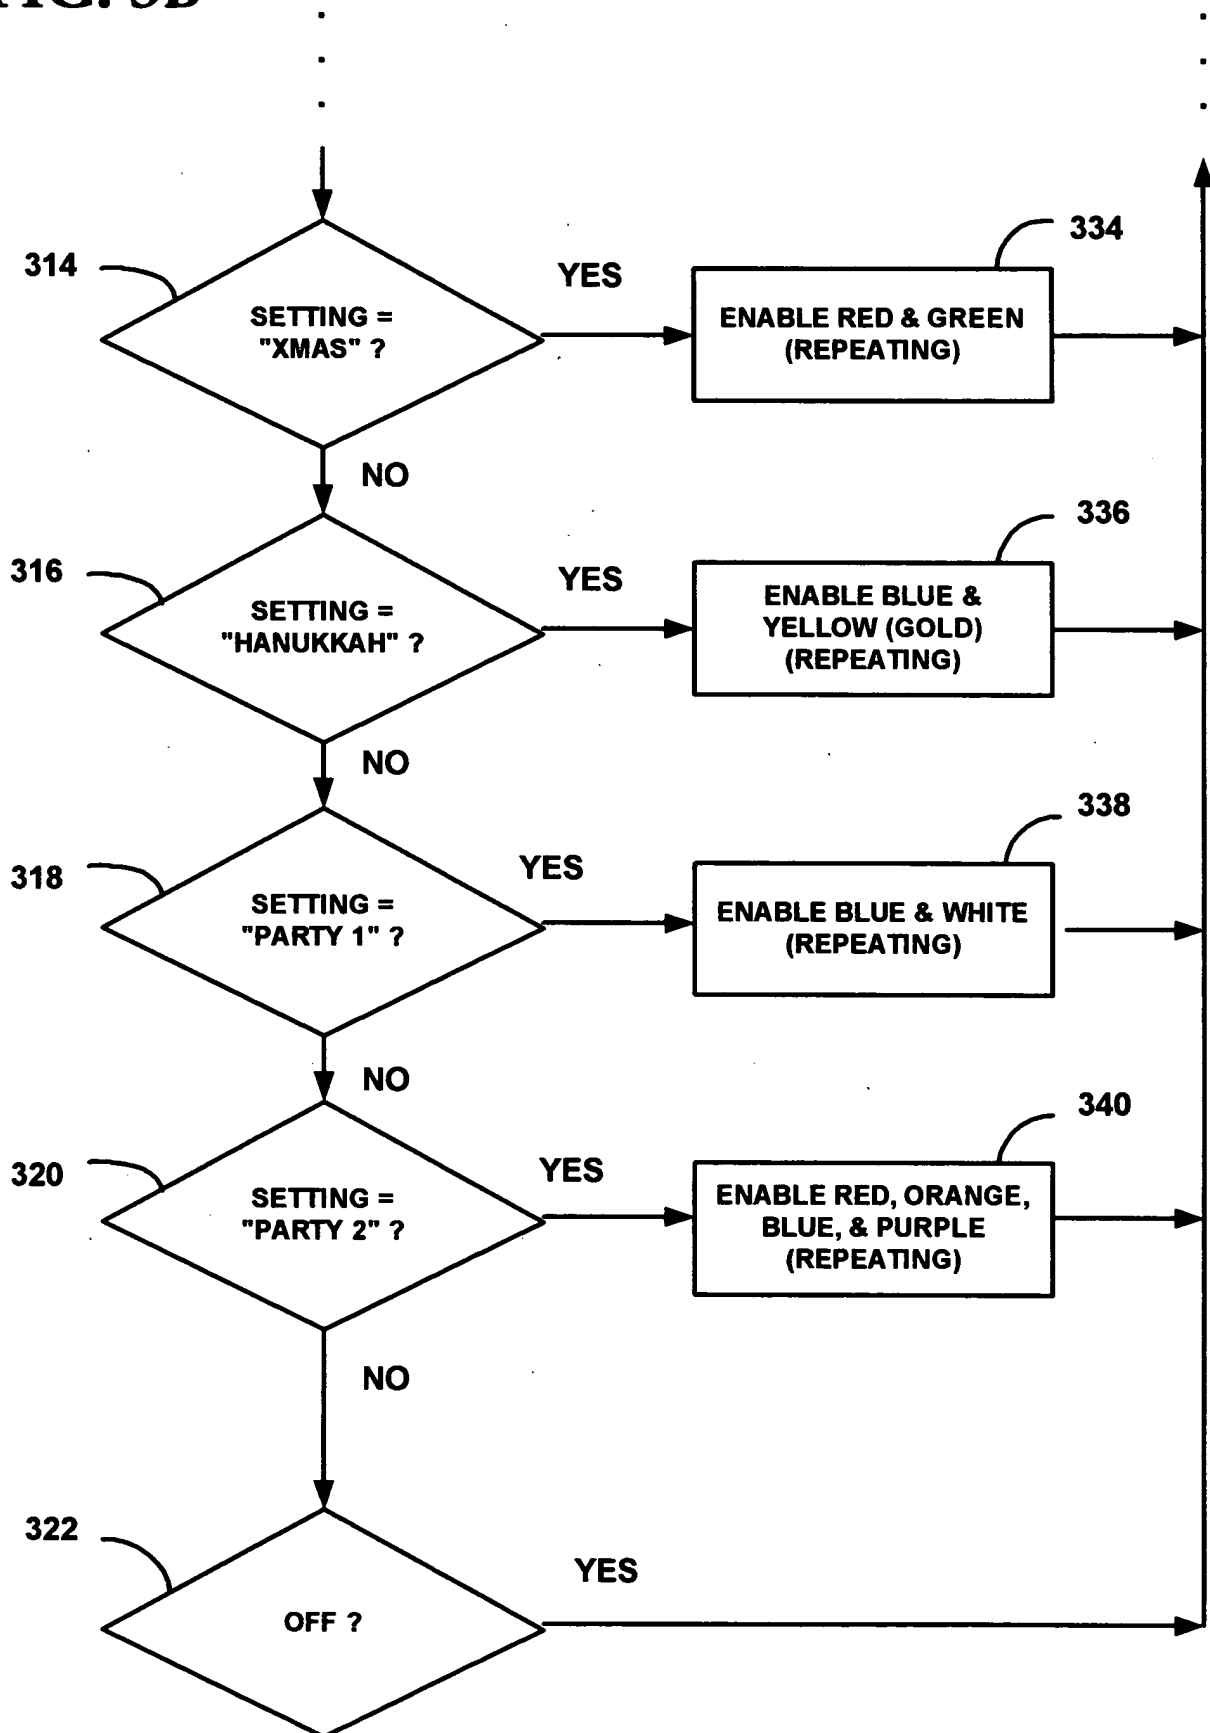 314
SETTING =
"XMAS" ?
YES
334
ENABLE RED & GREEN
(REPEATING)
NO
316
SETTING =
"HANUKKAH" ?
YES
336
ENABLE BLUE &
YELLOW (GOLD)
(REPEATING)
NO
318
SETTING =
"PARTY 1" ?
YES
338
ENABLE BLUE & WHITE
(REPEATING)
NO
320
SETTING =
"PARTY 2" ?
YES
340
ENABLE RED, ORANGE,
BLUE, & PURPLE
(REPEATING)
NO
322
OFF ?
YES